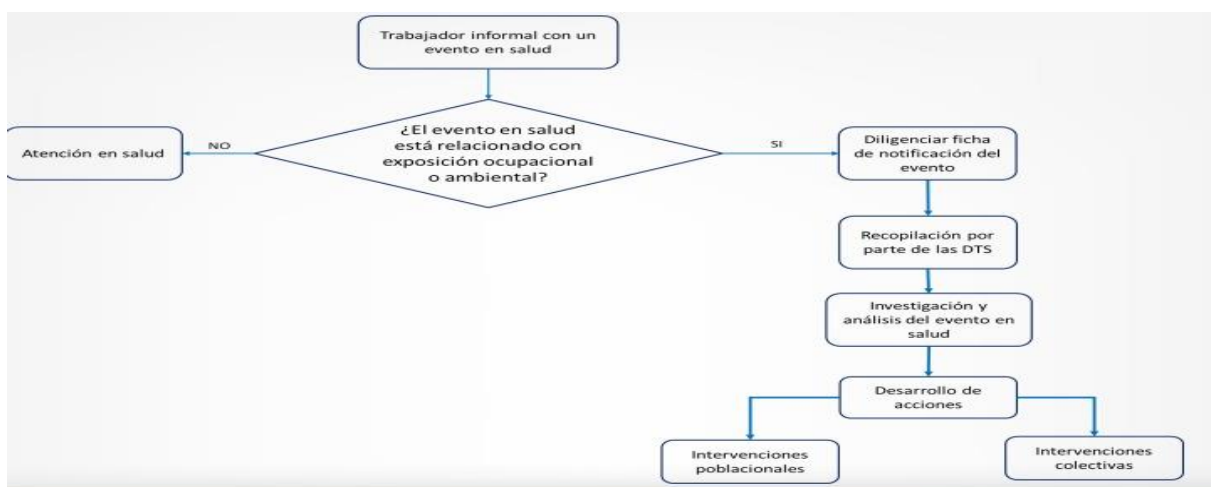 Trabajador informal con un
evento en salud
¿El evento en salud
está relacionado con
exposición ocupacional
o ambiental?
NO
Atención en salud
SI
Diligenciar ficha
de notificación del
evento
Recopilación por
parte de las DTS
Investigación y
análisis del evento en
salud
Desarrollo de
acciones
Intervenciones
poblacionales
Intervenciones
colectivas